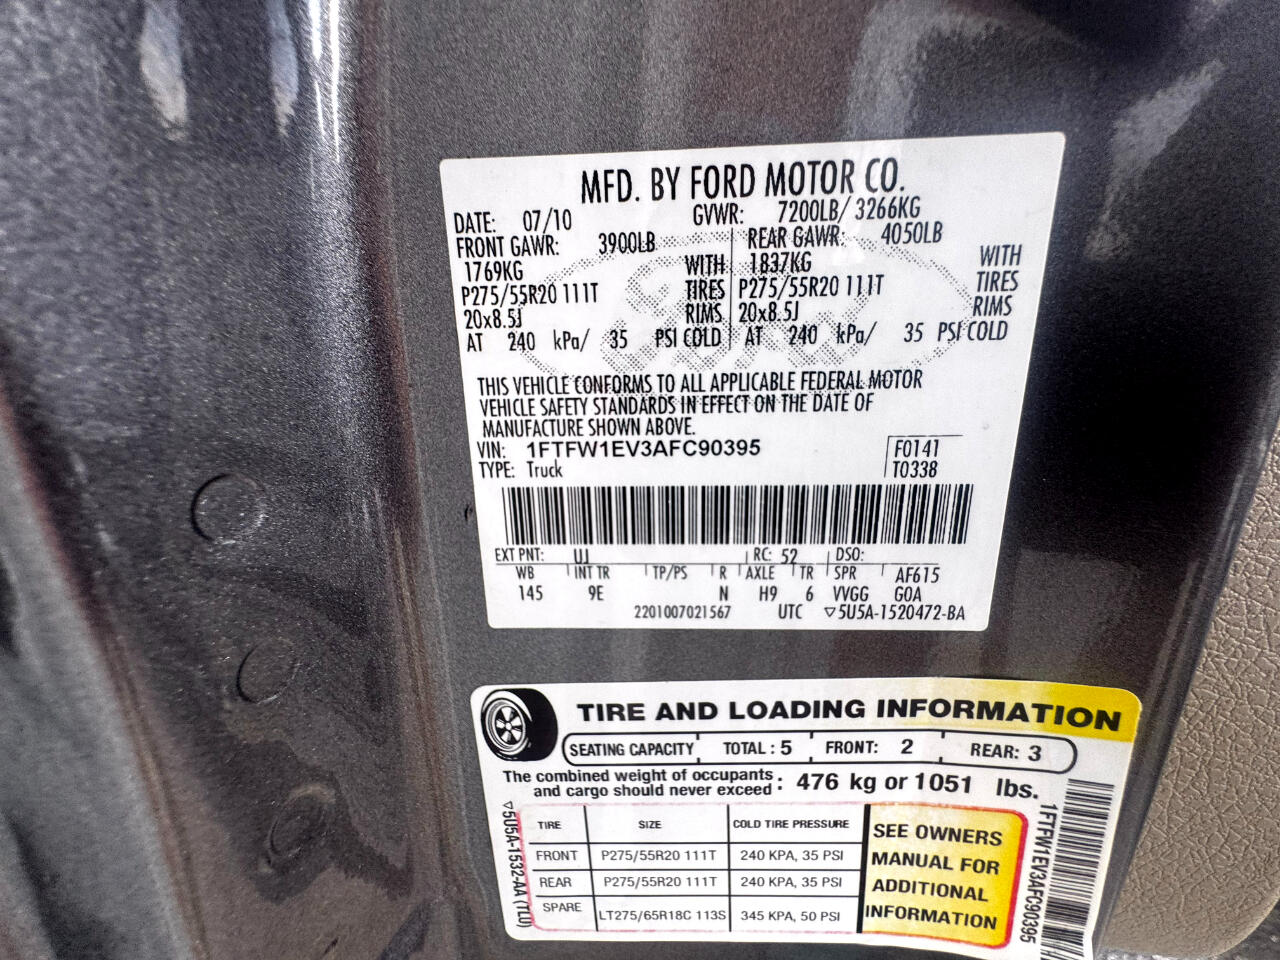 MFD. BY FORD MOTOR CO.
DATE: 07/10 GVWR: 7200LB/ 3266KG
FRONT GAWR: 3900LB REAR GAWR: 4050LB
1769KG WITH 1837KG WITH
P275/55R20 111T TIRES P275/55R20 111T TIRES
20x8.5J RIMS 20x8.5J RIMS
AT 240 kPa/ 35 PSI COLD AT 240 kPa/ 35 PSI COLD
THIS VEHICLE CONFORMS TO ALL APPLICABLE FEDERAL MOTOR
VEHICLE SAFETY STANDARDS IN EFFECT ON THE DATE OF
MANUFACTURE SHOWN ABOVE.
VIN: 1FTFW1EV3AFC90395 F0141
TYPE: Truck T0338
EXT PNT: UJ RC: 52 DSO:
WB INT TR TP/PS R AXLE TR SPR AF615
145 9E N H9 6 VVGG GOA
2201007021567 UTC ▽5U5A-1520472-BA
TIRE AND LOADING INFORMATION
SEATING CAPACITY TOTAL : 5 FRONT: 2 REAR: 3
The combined weight of occupants
and cargo should never exceed : 476 kg or 1051 lbs.
TIRE SIZE COLD TIRE PRESSURE
FRONT P275/55R20 111T 240 KPA, 35 PSI
REAR P275/55R20 111T 240 KPA, 35 PSI
SPARE LT275/65R18C 113S 345 KPA, 50 PSI
SEE OWNERS
MANUAL FOR
ADDITIONAL
INFORMATION
▽5U5A-1532-AA (TLU)
1FTFW1EV3AFC90395